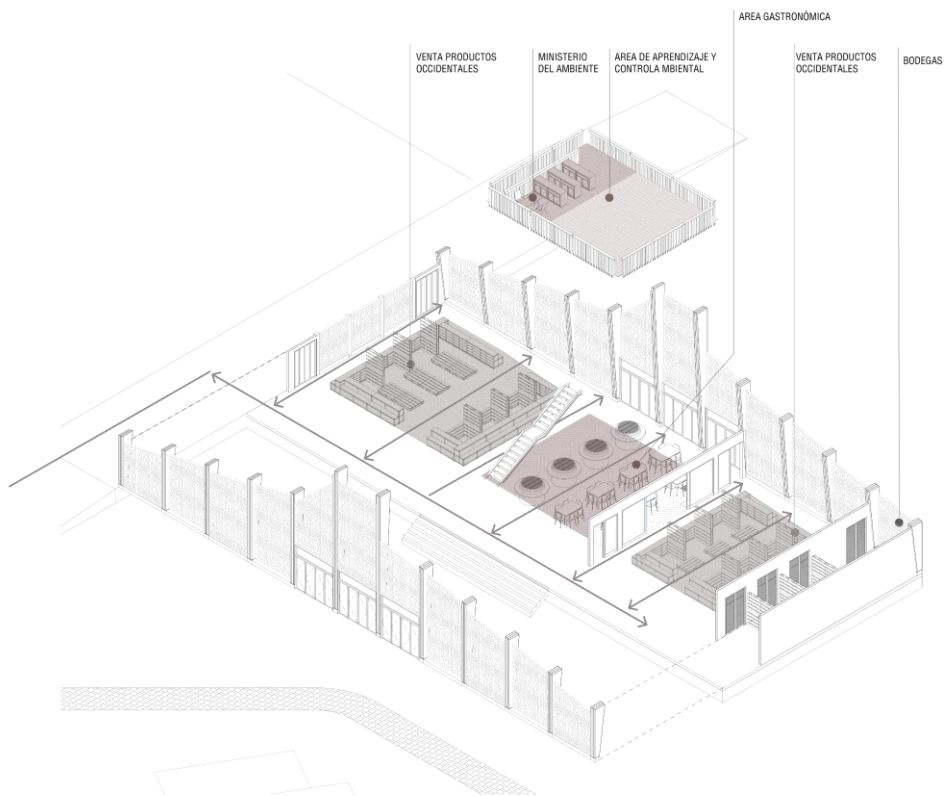 AREA GASTRONÓMICA
VENTA PRODUCTOS
OCCIDENTALES
MINISTERIO
DEL AMBIENTE
AREA DE APRENDIZAJE Y
CONTROLA MBIENTAL
VENTA PRODUCTOS
OCCIDENTALES
BODEGAS